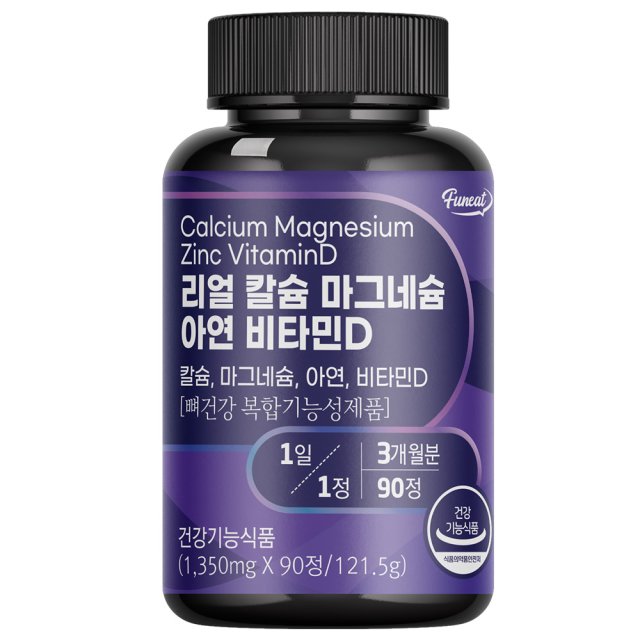 Funeat
Calcium Magnesium
Zinc VitaminD
리얼 칼슘 마그네슘
아연 비타민D
칼슘, 마그네슘, 아연, 비타민D
[뼈건강 복합기능성제품]
1일
1정
3개월분
90정
건강기능식품
(1,350mg X 90정/121.5g)
건강
기능식품
식품의약품안전처